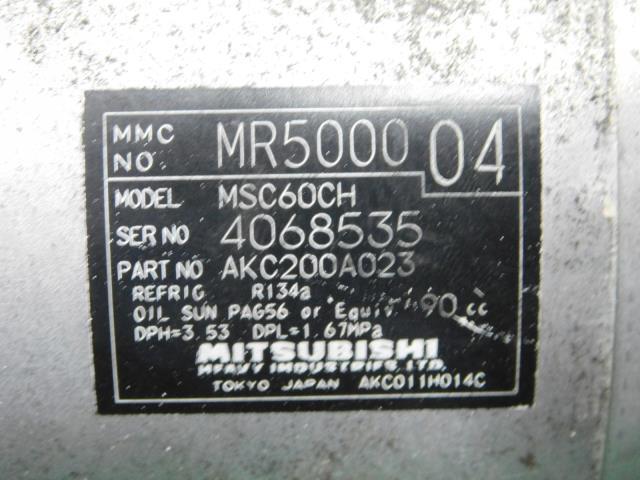 MMC NO. MR5000 04
MODEL MSC60CH
SER NO 4068535
PART NO AKC200A023
REFRIG R134a
OIL SUN PAG56 or Equiv 90 cc
DPH=3.53 DPL=1.67MPa
MITSUBISHI
HEAVY INDUSTRIES, LTD.
TOKYO JAPAN AKC011H014C